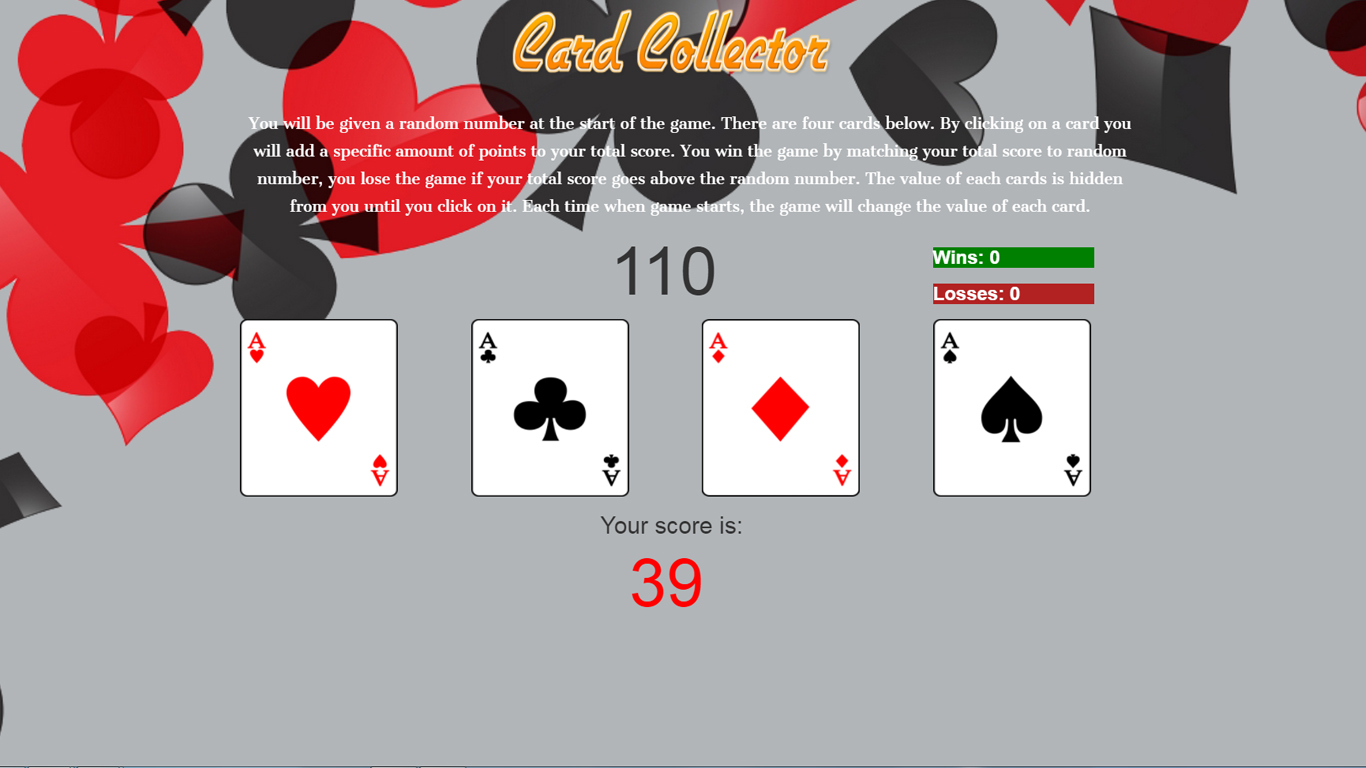 Card Collector
You will be given a random number at the start of the game. There are four cards below. By clicking on a card you
will add a specific amount of points to your total score. You win the game by matching your total score to random
number, you lose the game if your total score goes above the random number. The value of each cards is hidden
from you until you click on it. Each time when game starts, the game will change the value of each card.
110
Wins: 0
Losses: 0
A A A A
A A A A
Your score is:
39